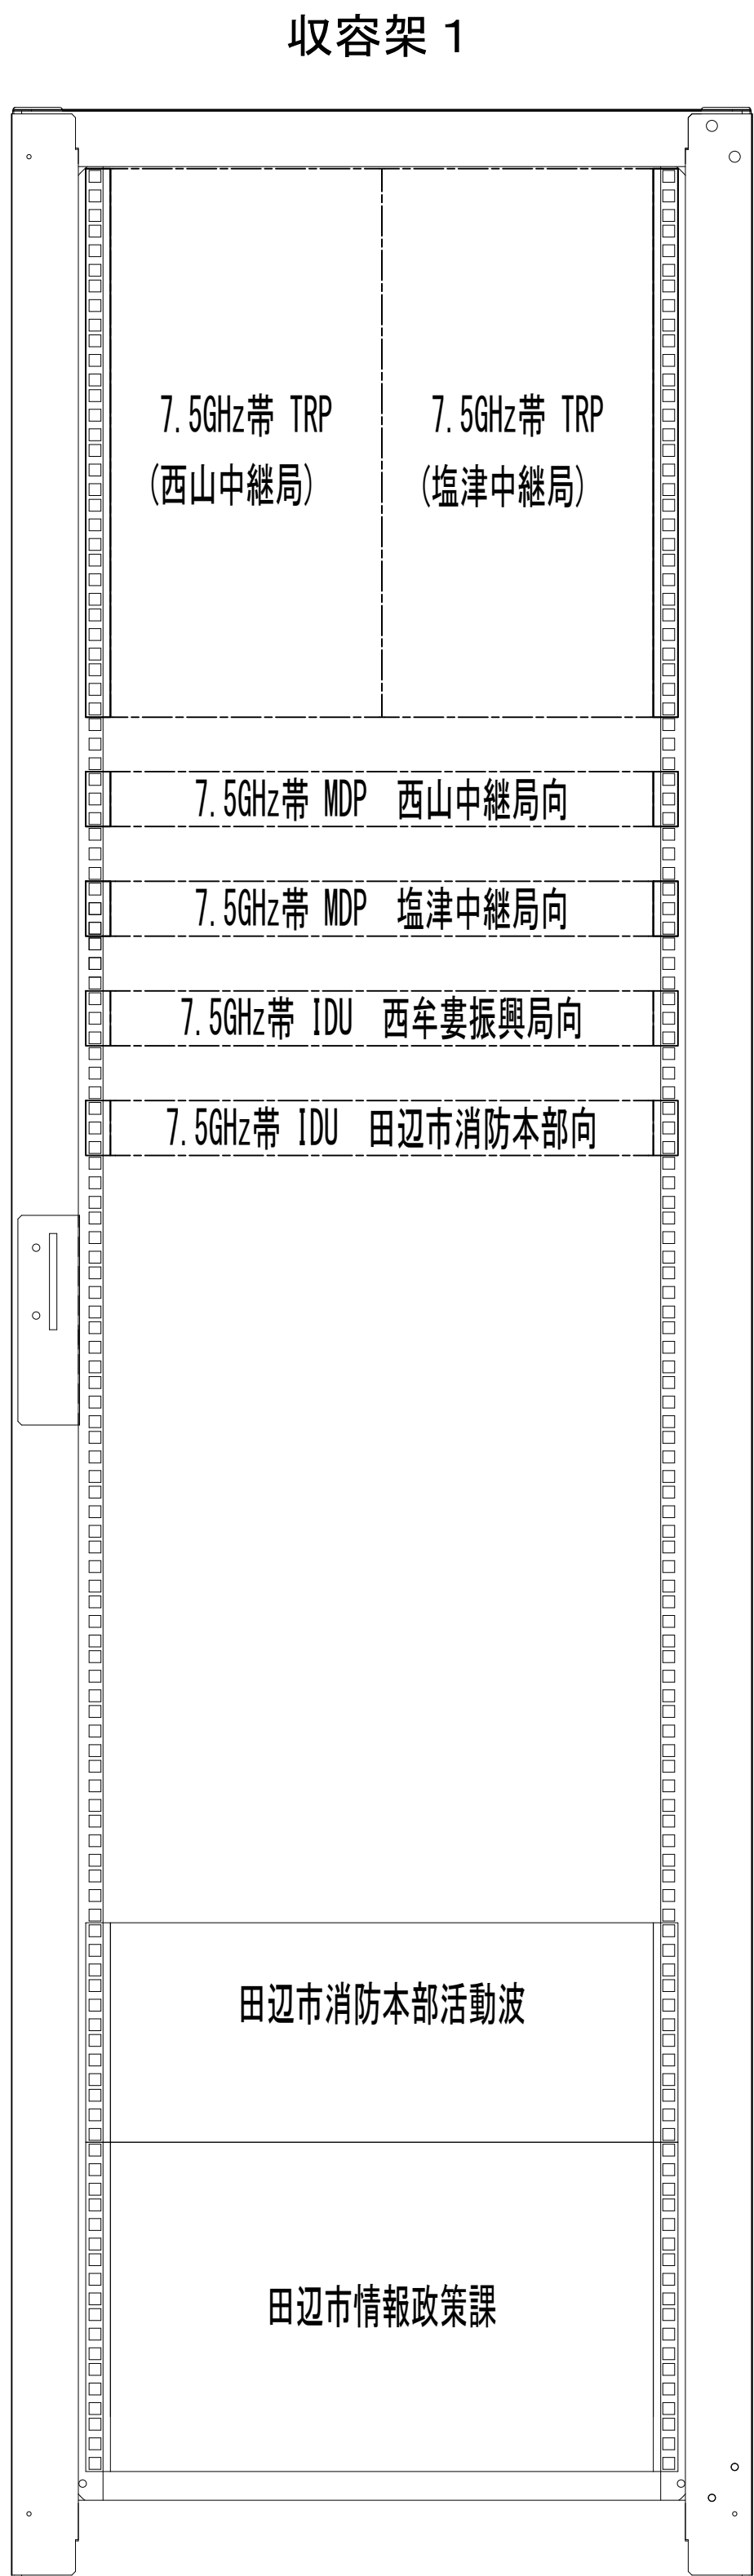 収容架１
7.5GHz帯 TRP
(西山中継局)
7.5GHz帯 TRP
(塩津中継局)
7.5GHz帯 MDP　西山中継局向
7.5GHz帯 MDP　塩津中継局向
7.5GHz帯 IDU　西牟婁振興局向
7.5GHz帯 IDU　田辺市消防本部向
田辺市消防本部活動波
田辺市情報政策課